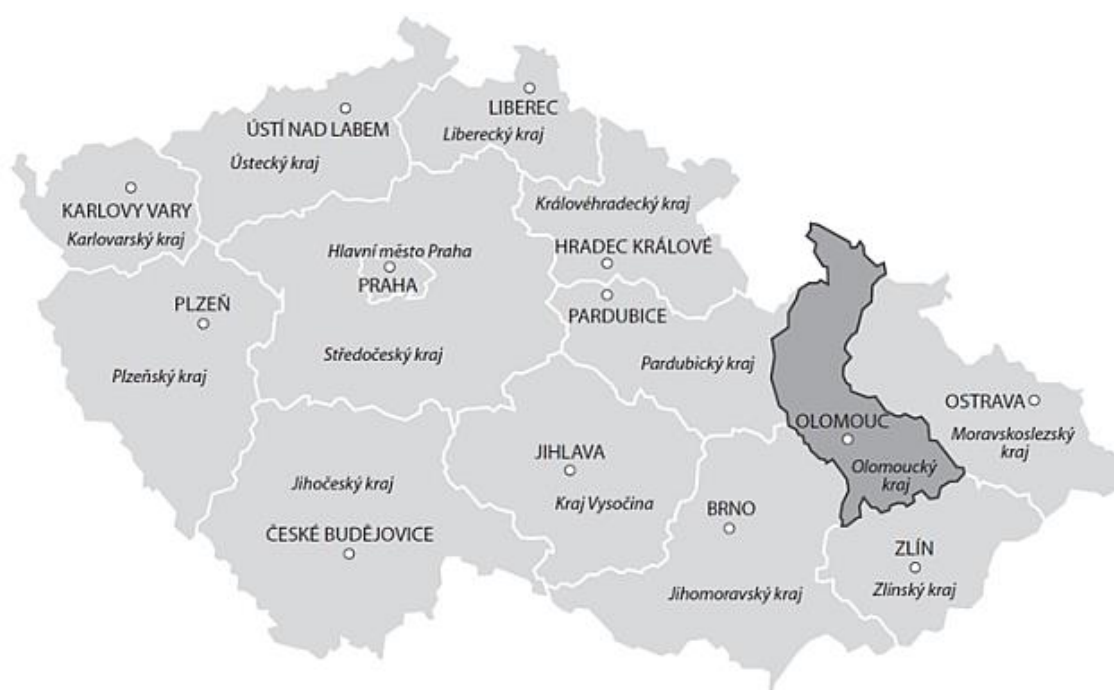 LIBEREC
Liberecký kraj
ÚSTÍ NAD LABEM
Ústecký kraj
KARLOVY VARY
Karlovarský kraj
Královéhradecký kraj
HRADEC KRÁLOVÉ
Hlavní město Praha
PRAHA
PLZEŇ
Plzeňský kraj
Středočeský kraj
PARDUBICE
Pardubický kraj
OSTRAVA
Moravskoslezský
kraj
OLOMOUC
Olomoucký
kraj
JIHLAVA
Kraj Vysočina
Jihočeský kraj
ČESKÉ BUDĚJOVICE
BRNO
Jihomoravský kraj
ZLÍN
Zlínský kraj